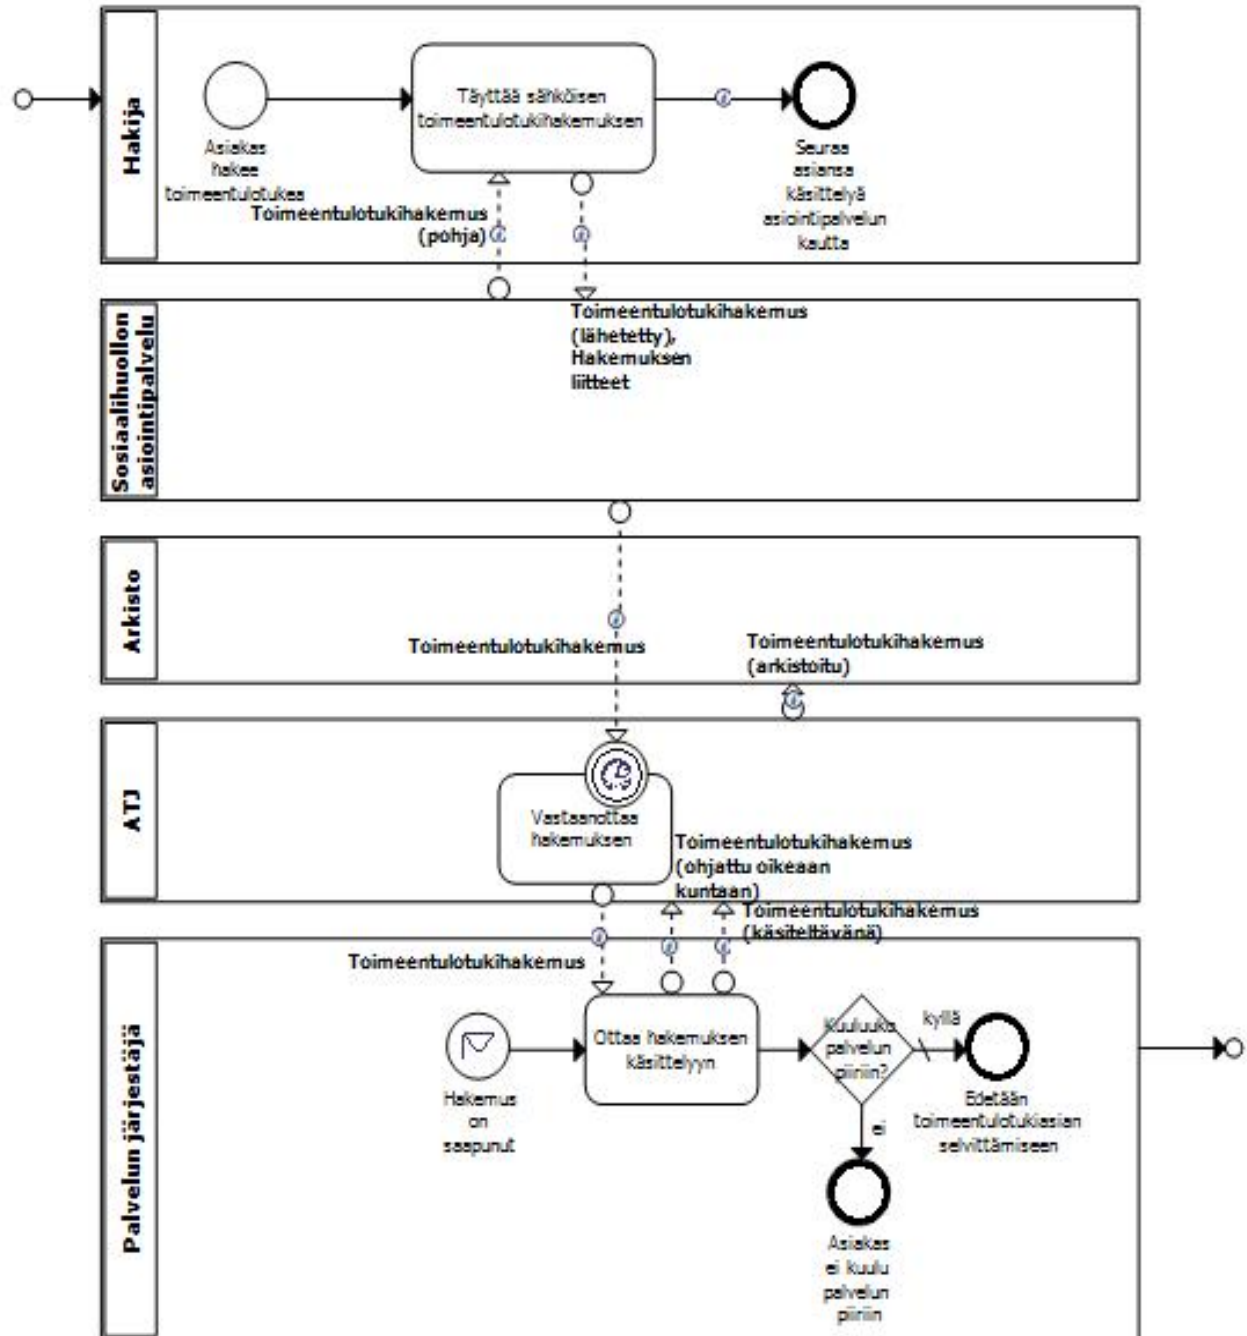 Hakija
Asiakas
hakee
toimeentulotukea
Täyttää sähköisen
toimeentulotukihakemuksen
Seuraa
asiansa
käsittelyä
asiointipalvelun
kautta
Toimeentulotukihakemus
(pohja)
Sosiaalihuollon
asiointipalvelu
Toimeentulotukihakemus
(lähetetty),
Hakemuksen
liitteet
Arkisto
Toimeentulotukihakemus
Toimeentulotukihakemus
(arkistoitu)
ATJ
Vastaanottaa
hakemuksen
Toimeentulotukihakemus
(ohjattu oikeaan
kuntaan)
Toimeentulotukihakemus
(käsiteltävänä)
Palvelun järjestäjä
Toimeentulotukihakemus
Hakemus
on
saapunut
Ottaa hakemuksen
käsittelyyn
Kuuluuko
palvelun
piiriin?
kyllä
Edetään
toimeentulotukiasian
selvittämiseen
ei
Asiakas
ei kuulu
palvelun
piiriin